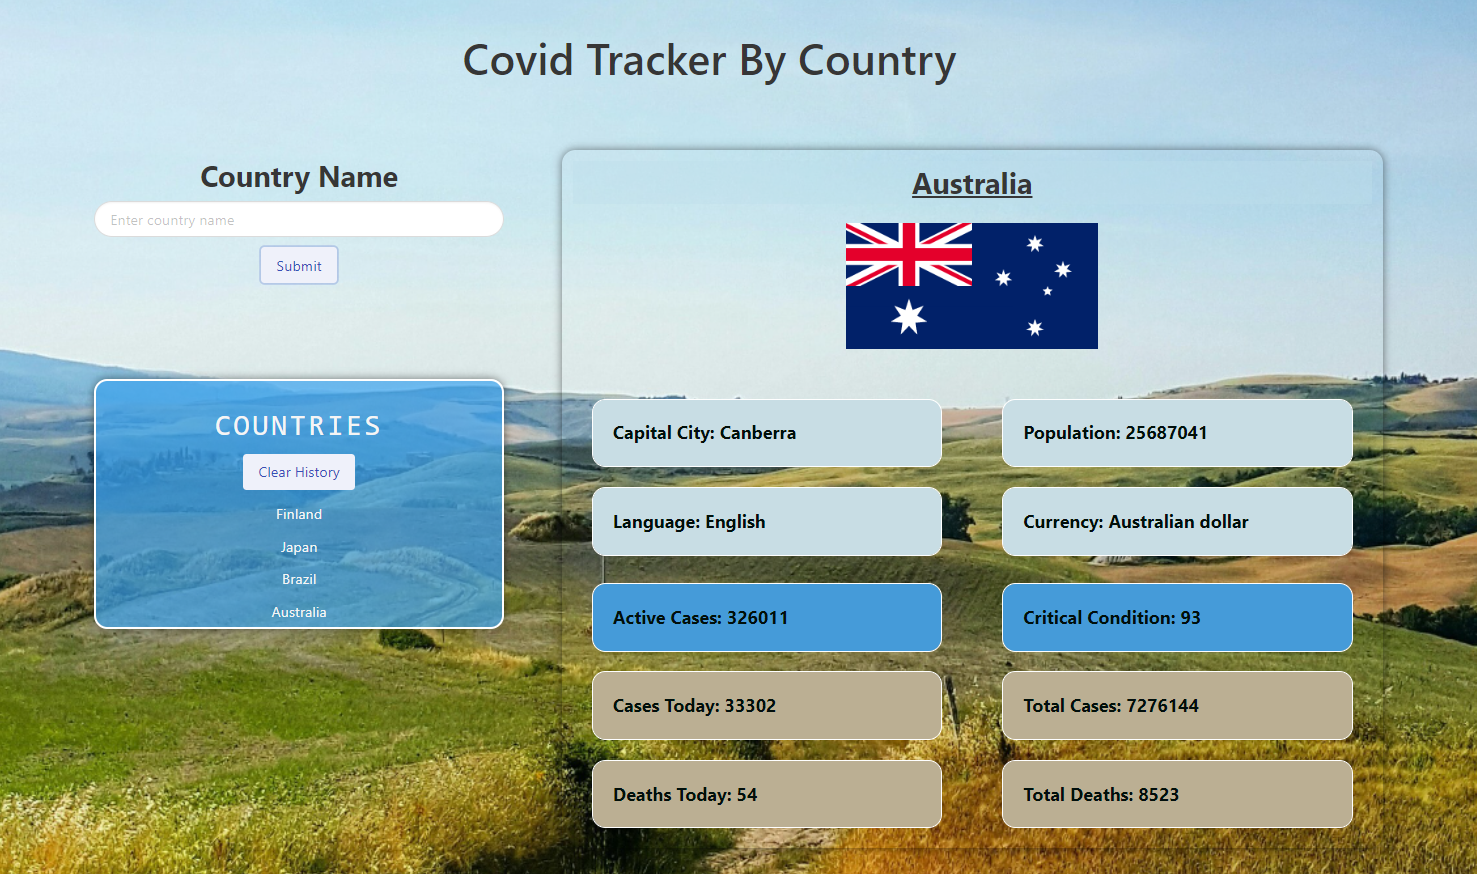 Covid Tracker By Country
Country Name
Enter country name
Submit
COUNTRIES
Clear History
Finland
Japan
Brazil
Australia
Australia
Capital City: Canberra
Population: 25687041
Language: English
Currency: Australian dollar
Active Cases: 326011
Critical Condition: 93
Cases Today: 33302
Total Cases: 7276144
Deaths Today: 54
Total Deaths: 8523